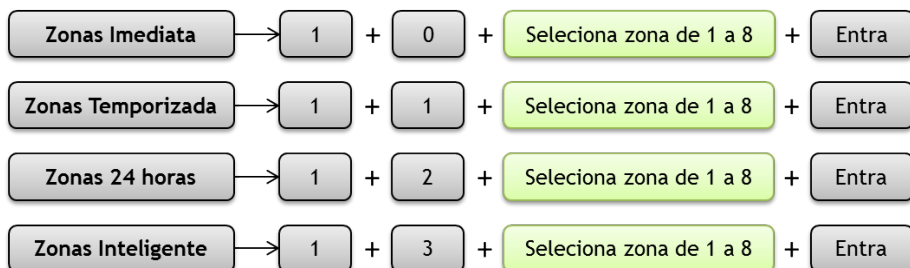 Zonas Imediata 1 + 0 + Seleciona zona de 1 a 8 + Entra
Zonas Temporizada 1 + 1 + Seleciona zona de 1 a 8 + Entra
Zonas 24 horas 1 + 2 + Seleciona zona de 1 a 8 + Entra
Zonas Inteligente 1 + 3 + Seleciona zona de 1 a 8 + Entra